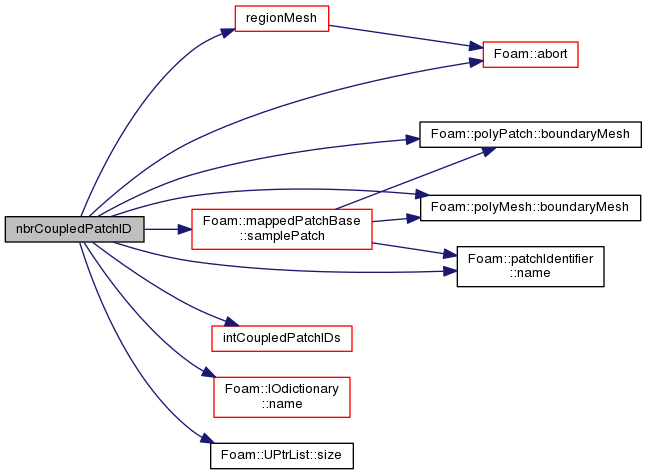 regionMesh
Foam::abort
Foam::polyPatch::boundaryMesh
Foam::polyMesh::boundaryMesh
nbrCoupledPatchID
Foam::mappedPatchBase
::samplePatch
Foam::patchIdentifier
::name
intCoupledPatchIDs
Foam::IOdictionary
::name
Foam::UPtrList::size